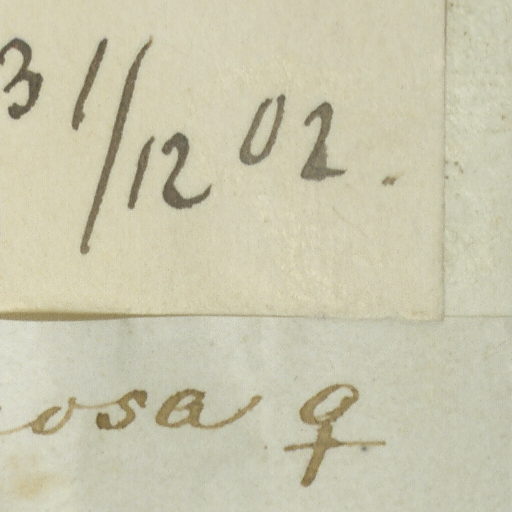 31/12 02.
osa ♀